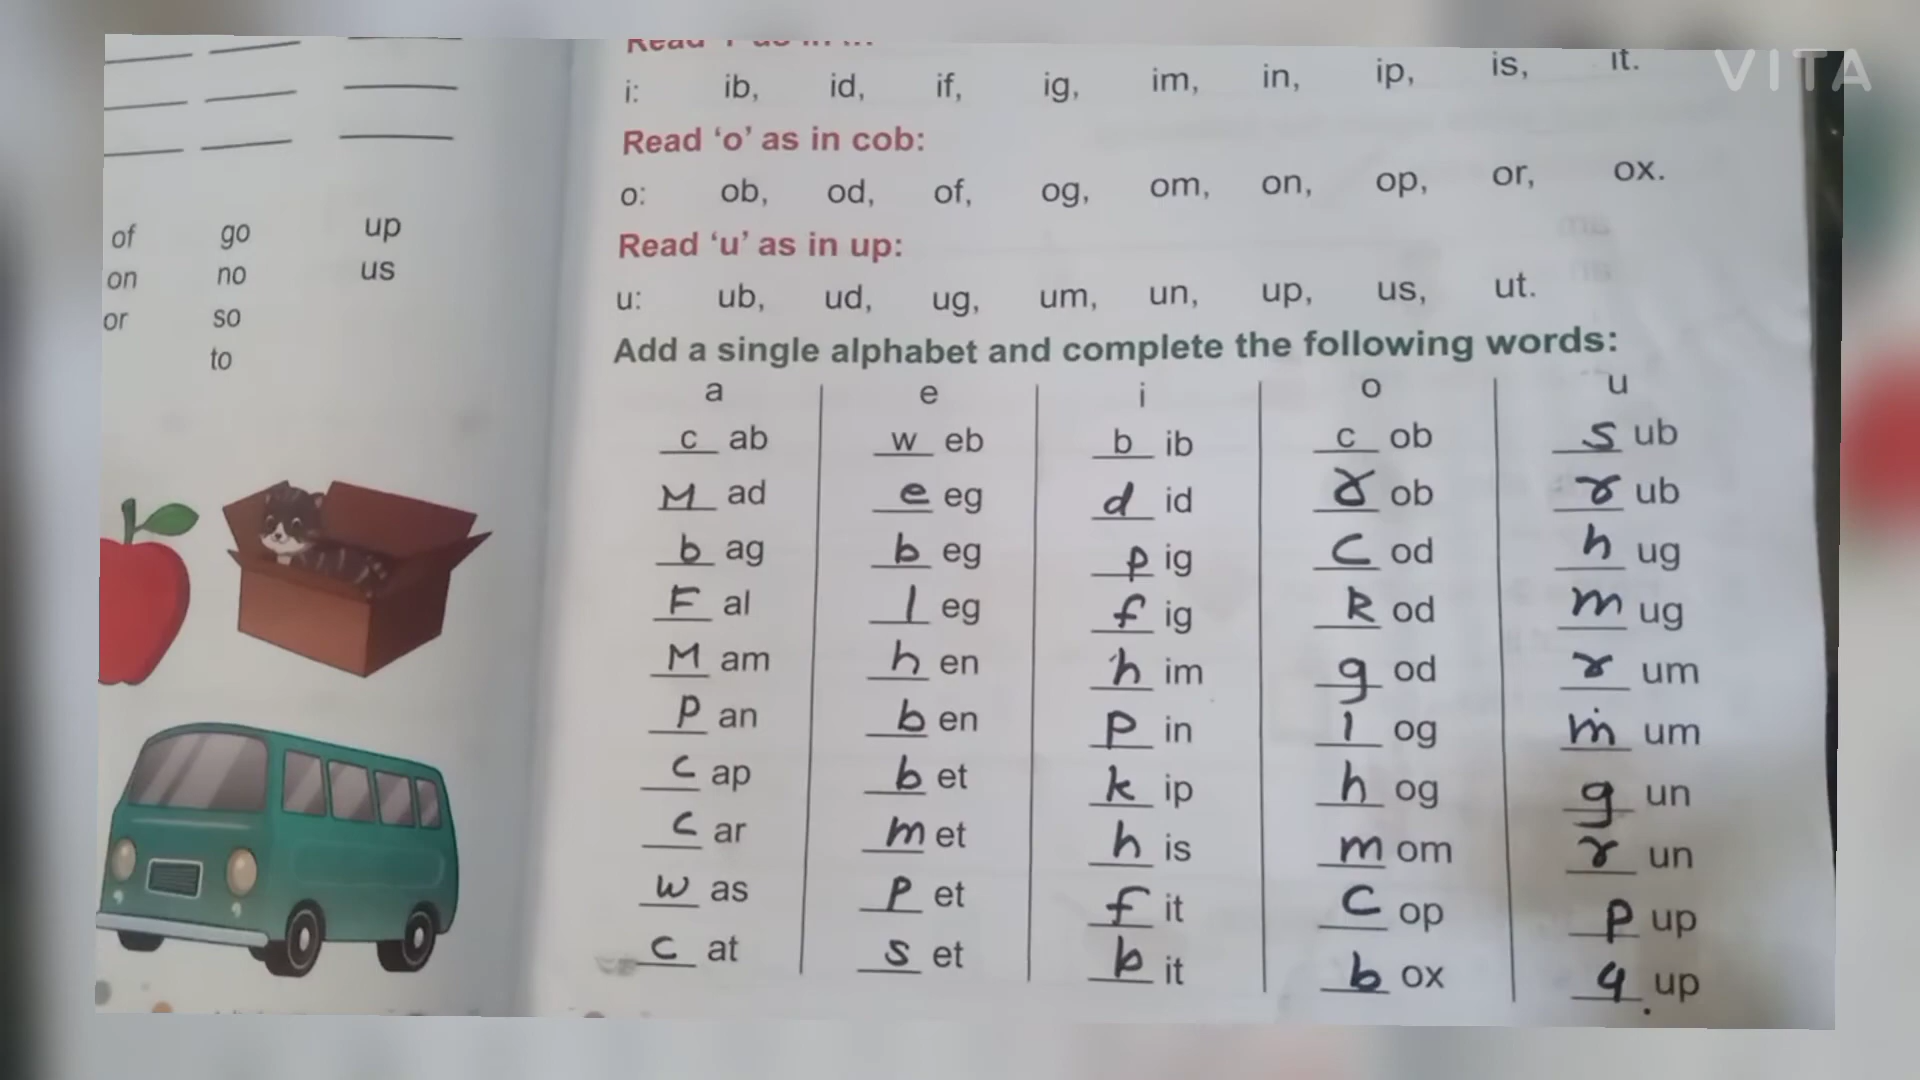 VITA
i: ib, id, if, ig, im, in, ip, is, it.
Read 'o' as in cob:
o: ob, od, of, og, om, on, op, or, ox.
Read 'u' as in up:
u: ub, ud, ug, um, un, up, us, ut.
of go up
on no us
or so
to
Add a single alphabet and complete the following words:
a e i o u
c ab w eb b ib c ob s ub
M ad e eg d id r ob r ub
b ag b eg p ig C od h ug
F al l eg f ig R od m ug
M am h en h im g od r um
P an b en P in l og m um
c ap b et k ip h og g un
c ar m et h is m om r un
w as P et f it C op P up
c at s et b it b ox up